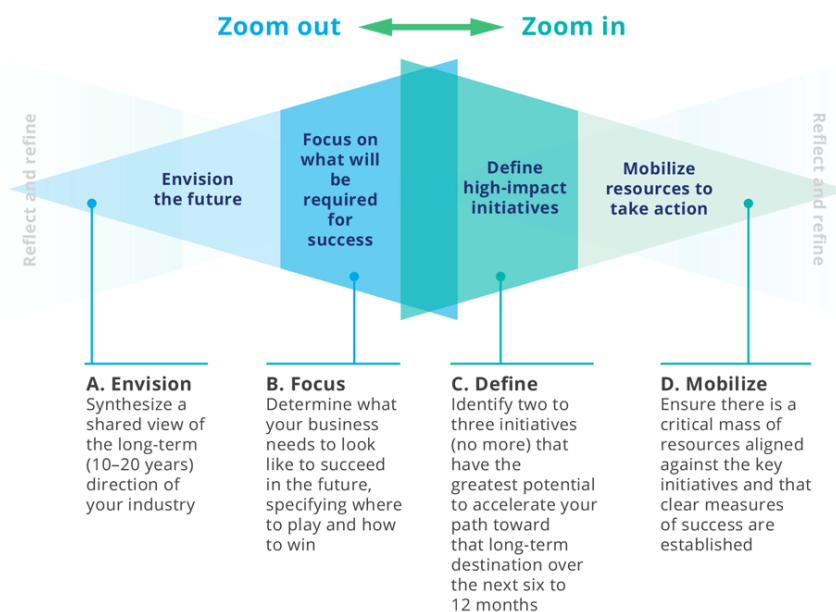 Zoom out
Zoom in
Reflect and refine
Envision
the future
Focus on
what will
be
required
for
success
Define
high-impact
initiatives
Mobilize
resources to
take action
Reflect and refine
A. Envision
Synthesize a
shared view of
the long-term
(10–20 years)
direction of
your industry
B. Focus
Determine what
your business
needs to look
like to succeed
in the future,
specifying where
to play and how
to win
C. Define
Identify two to
three initiatives
(no more) that
have the
greatest potential
to accelerate your
path toward
that long-term
destination over
the next six to
12 months
D. Mobilize
Ensure there is a
critical mass of
resources aligned
against the key
initiatives and that
clear measures
of success are
established